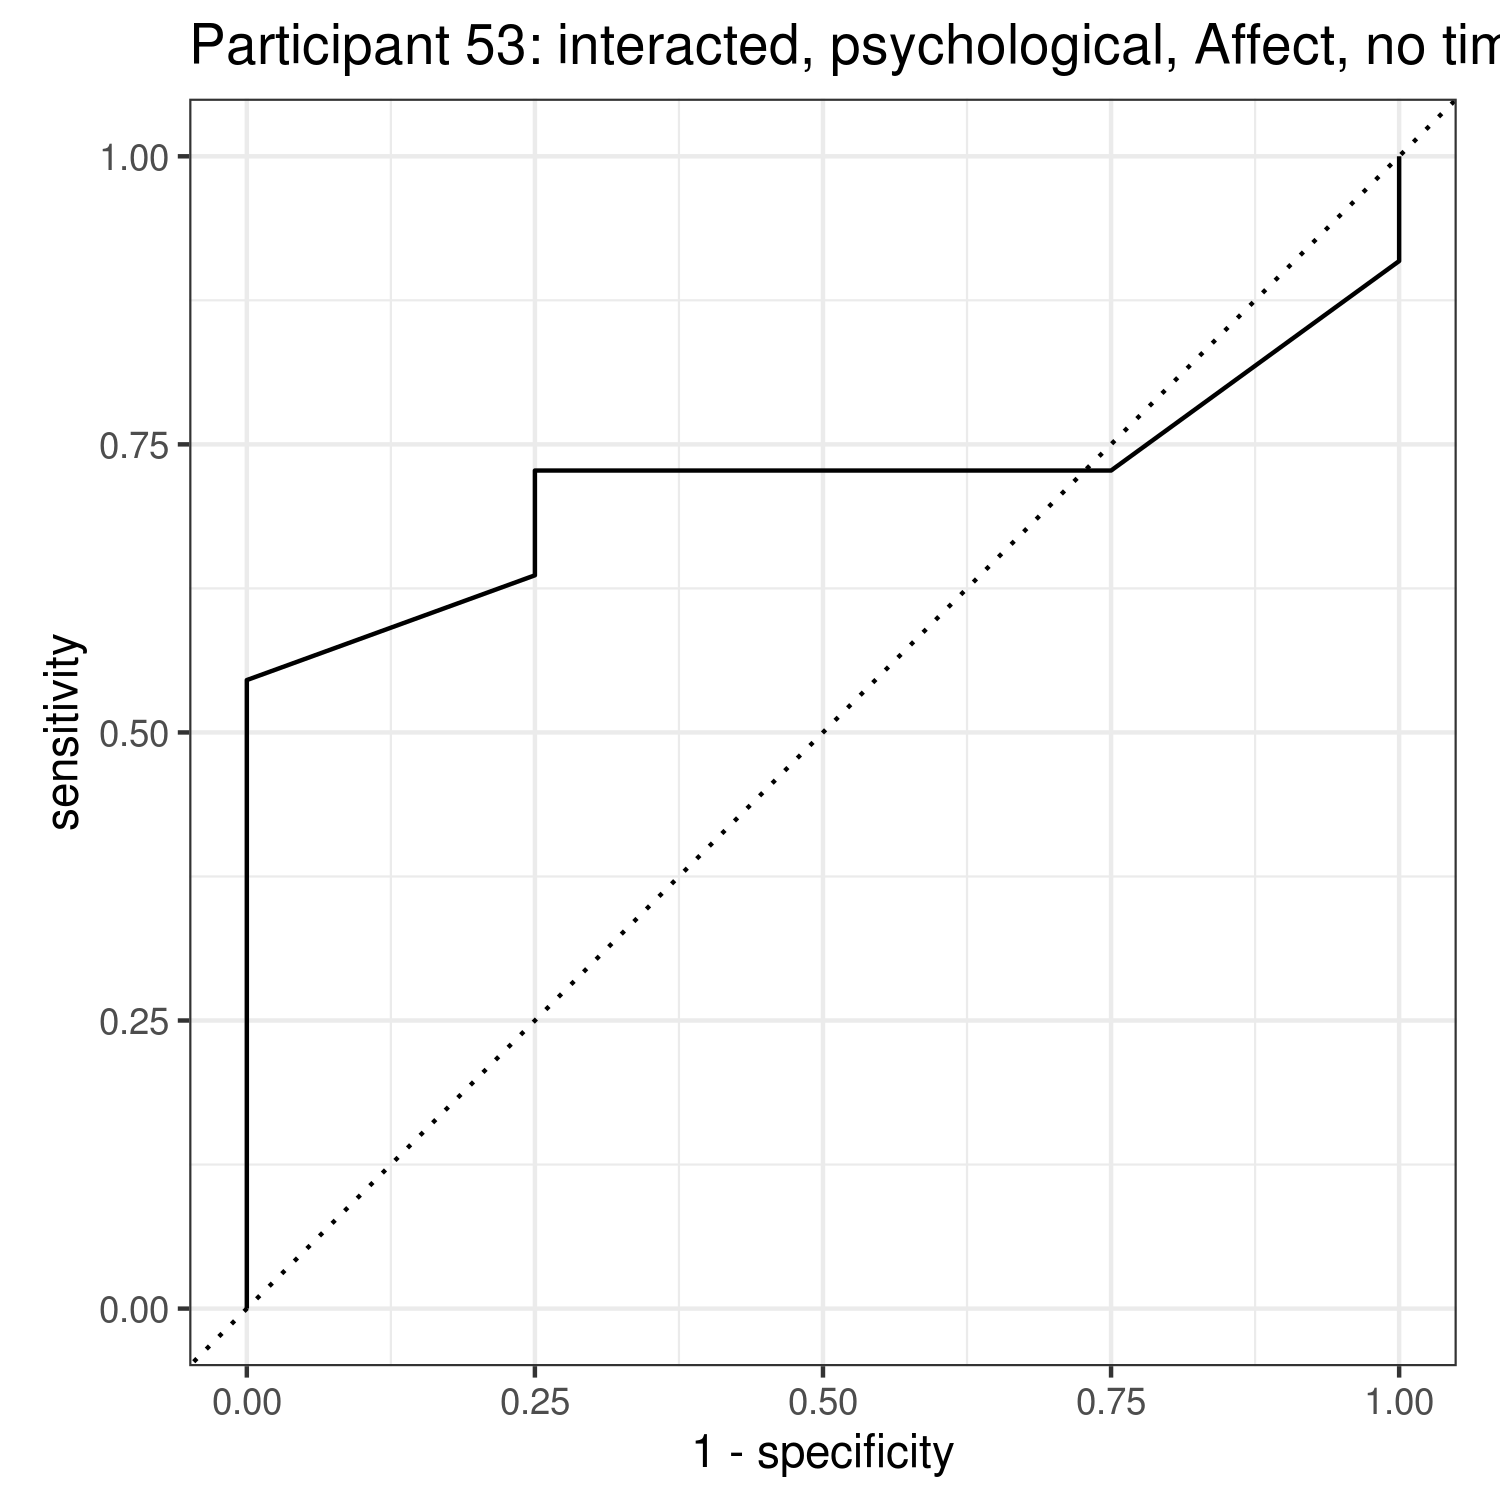 Participant 53: interacted, psychological, Affect, no tim
1.00
0.75
0.50
0.25
0.00
sensitivity
0.00 0.25 0.50 0.75 1.00
1 - specificity